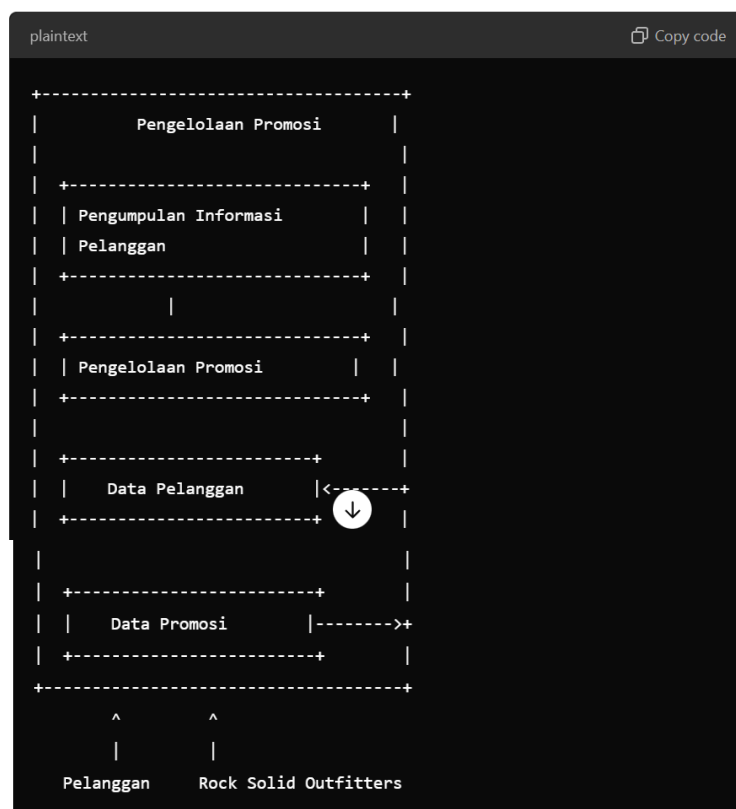 plaintext Copy code
+-------------------------------------+
|          Pengelolaan Promosi       |
|                                     |
|  +------------------------------+   |
|  | Pengumpulan Informasi        |   |
|  | Pelanggan                    |   |
|  +------------------------------+   |
|             |                      |
|  +------------------------------+   |
|  | Pengelolaan Promosi         |   |
|  +------------------------------+   |
|                                     |
|  +-------------------------+        |
|  |    Data Pelanggan       |<-------+
|  +-------------------------+        |
|                                     |
|  +-------------------------+        |
|  |    Data Promosi        |-------->+
|  +-------------------------+        |
+-------------------------------------+
        ^         ^
        |         |
   Pelanggan     Rock Solid Outfitters